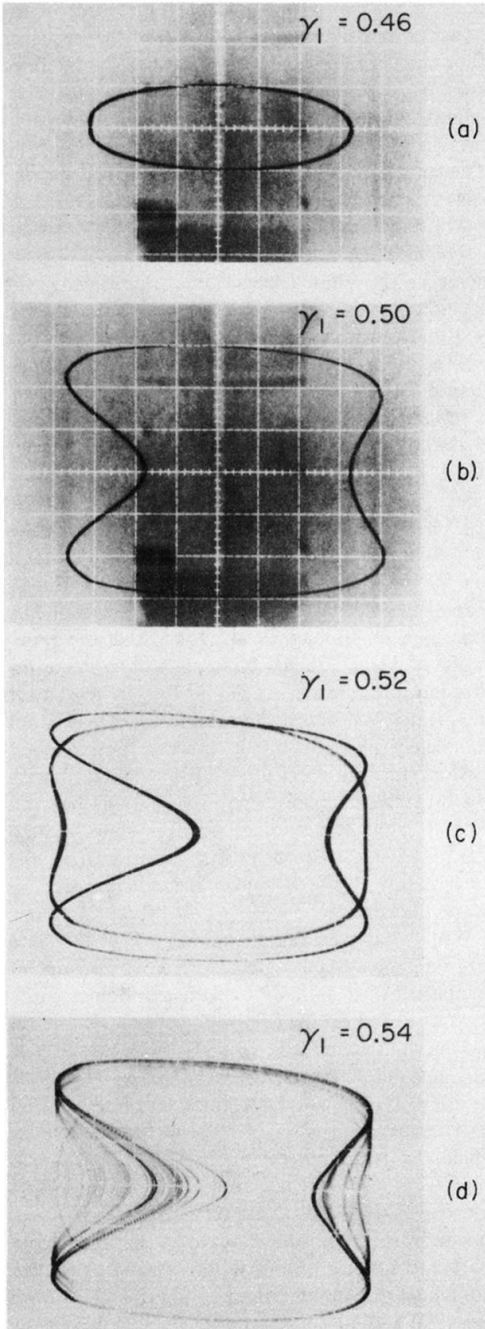 γ₁ = 0.46
(a)
γ₁ = 0.50
(b)
γ₁ = 0.52
(c)
γ₁ = 0.54
(d)